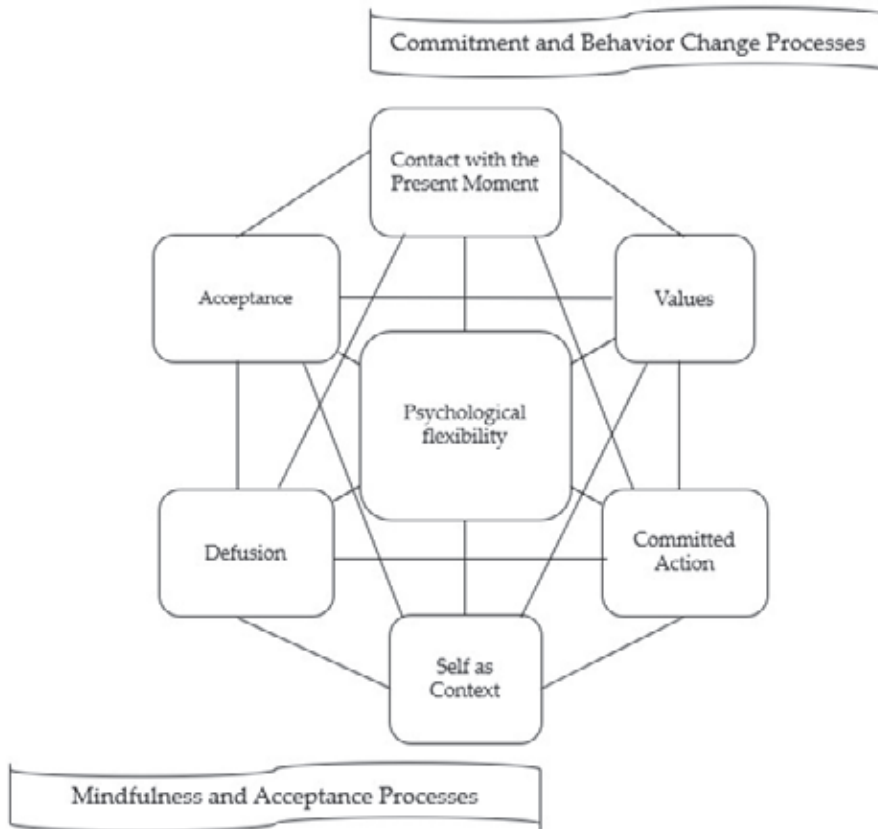 Commitment and Behavior Change Processes
Contact with the
Present Moment
Acceptance
Values
Psychological
flexibility
Defusion
Committed
Action
Self as
Context
Mindfulness and Acceptance Processes